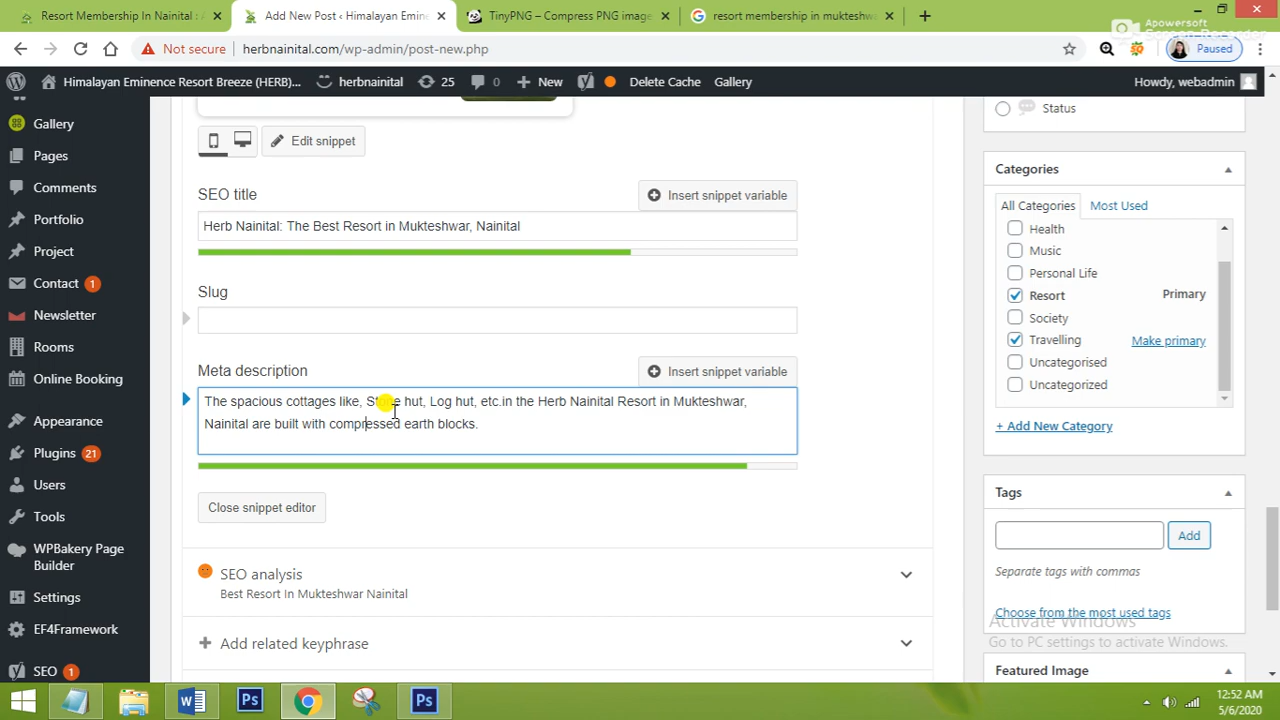 Resort Membership In Nainital : A
Add New Post ‹ Himalayan Emine
TinyPNG – Compress PNG image
resort membership in mukteshwa
Apowersoft
Screen Recorder
Not secure
herbnainital.com/wp-admin/post-new.php
Paused
Himalayan Eminence Resort Breeze (HERB)...
herbnainital
25
0
New
Delete Cache
Gallery
Howdy, webadmin
Gallery
Pages
Comments
Portfolio
Project
Contact 1
Newsletter
Rooms
Online Booking
Appearance
Plugins 21
Users
Tools
WPBakery Page
Builder
Settings
EF4Framework
SEO 1
Edit snippet
SEO title
Insert snippet variable
Herb Nainital: The Best Resort in Mukteshwar, Nainital
Slug
Meta description
Insert snippet variable
The spacious cottages like, Stone hut, Log hut, etc.in the Herb Nainital Resort in Mukteshwar,
Nainital are built with compressed earth blocks.
Close snippet editor
SEO analysis
Best Resort In Mukteshwar Nainital
Add related keyphrase
Status
Categories
All Categories
Most Used
Health
Music
Personal Life
Resort
Primary
Society
Travelling
Make primary
Uncategorised
Uncategorized
+ Add New Category
Tags
Add
Separate tags with commas
Choose from the most used tags
Activate Windows
Go to PC settings to activate Windows.
Featured Image
12:52 AM
5/6/2020